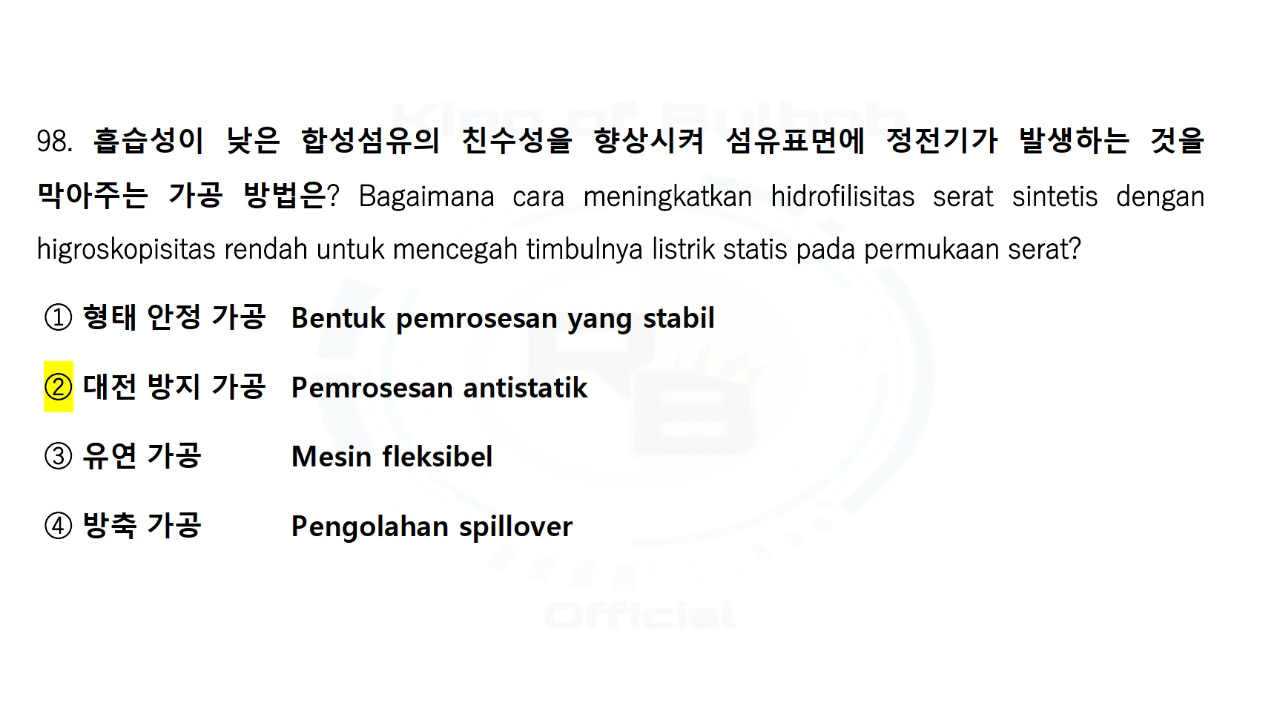 King of Bulbob
98. 흡습성이 낮은 합성섬유의 친수성을 향상시켜 섬유표면에 정전기가 발생하는 것을
막아주는 가공 방법은? Bagaimana cara meningkatkan hidrofilisitas serat sintetis dengan
higroskopisitas rendah untuk mencegah timbulnya listrik statis pada permukaan serat?
① 형태 안정 가공 Bentuk pemrosesan yang stabil
② 대전 방지 가공 Pemrosesan antistatik
③ 유연 가공 Mesin fleksibel
④ 방축 가공 Pengolahan spillover
Official